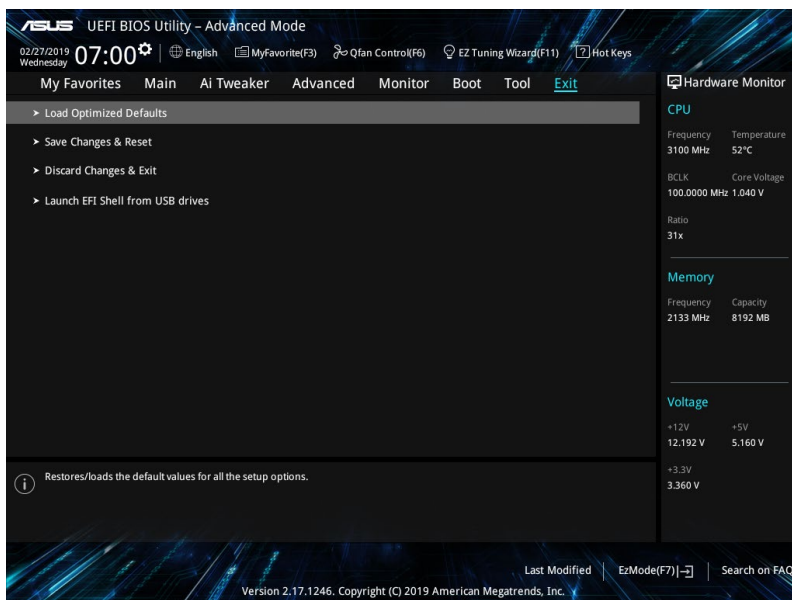 ASUS UEFI BIOS Utility – Advanced Mode
02/27/2019
Wednesday
07:00
English
MyFavorite(F3)
Qfan Control(F6)
EZ Tuning Wizard(F11)
? Hot Keys
My Favorites Main Ai Tweaker Advanced Monitor Boot Tool Exit
> Load Optimized Defaults
> Save Changes & Reset
> Discard Changes & Exit
> Launch EFI Shell from USB drives
Hardware Monitor
CPU
Frequency Temperature
3100 MHz 52°C
BCLK Core Voltage
100.0000 MHz 1.040 V
Ratio
31x
Memory
Frequency Capacity
2133 MHz 8192 MB
Voltage
+12V +5V
12.192 V 5.160 V
+3.3V
3.360 V
i
Restores/loads the default values for all the setup options.
Last Modified
EzMode(F7)
Search on FAQ
Version 2.17.1246. Copyright (C) 2019 American Megatrends, Inc.